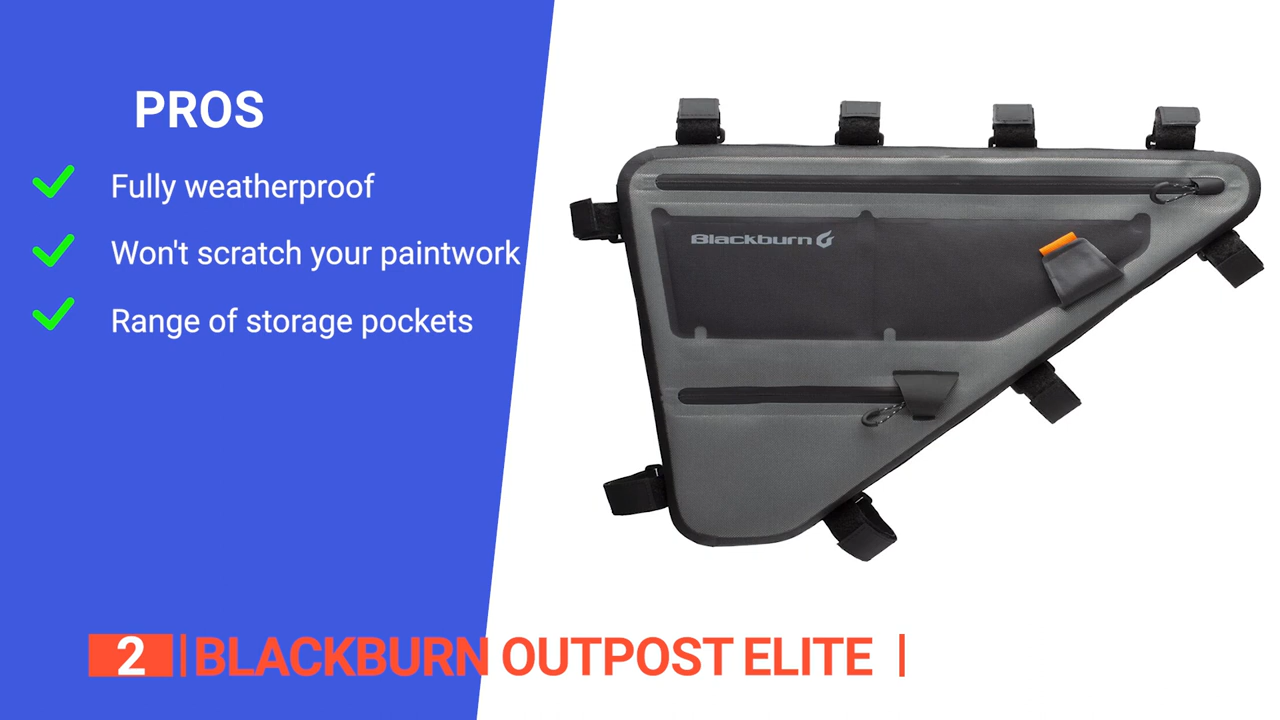 PROS
Fully weatherproof
Won't scratch your paintwork
Range of storage pockets
Blackburn
2 BLACKBURN OUTPOST ELITE